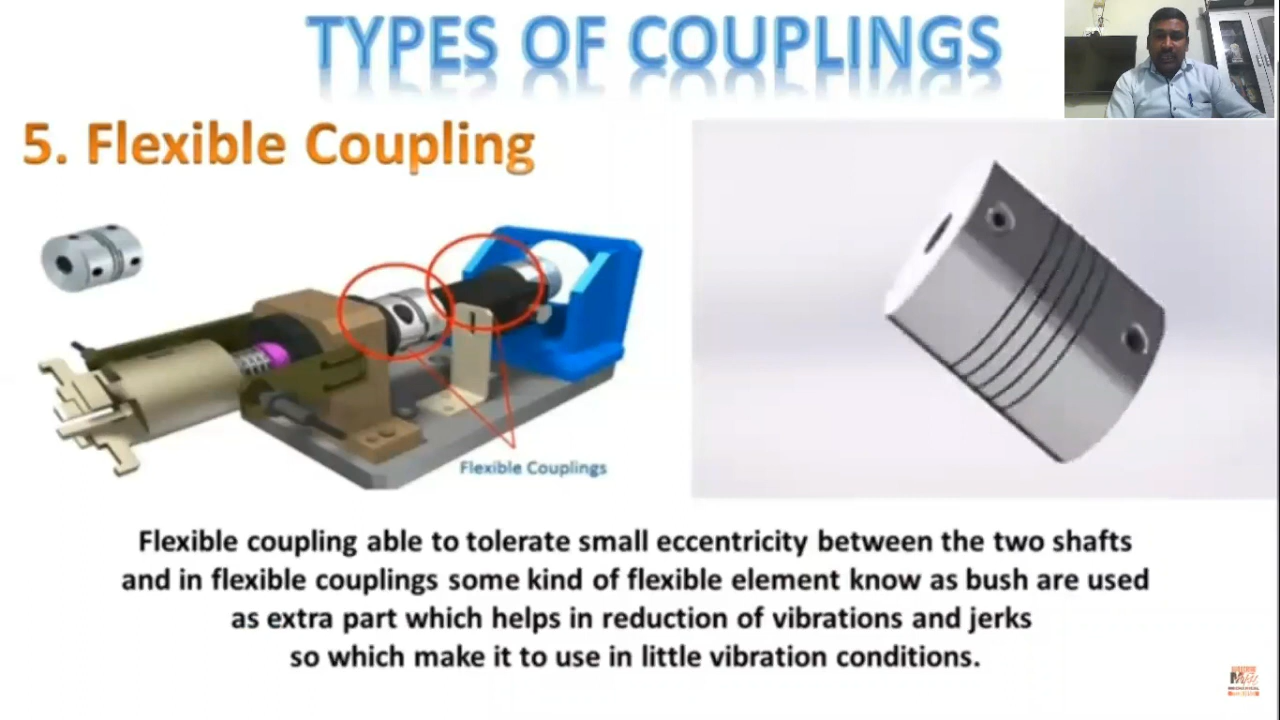 TYPES OF COUPLINGS
5. Flexible Coupling
Flexible Couplings
Flexible coupling able to tolerate small eccentricity between the two shafts
and in flexible couplings some kind of flexible element know as bush are used
as extra part which helps in reduction of vibrations and jerks
so which make it to use in little vibration conditions.